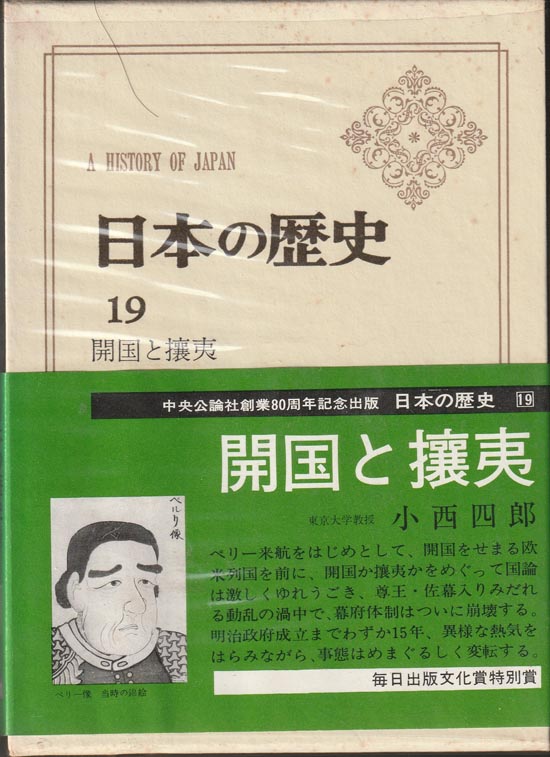 A HISTORY OF JAPAN
日本の歴史
19
開国と攘夷
中央公論社創業80周年記念出版 日本の歴史 19
開国と攘夷
東京大学教授 小西四郎
ペルリ像
ペリー来航をはじめとして、開国をせまる欧
米列国を前に、開国か攘夷かをめぐって国論
は激しくゆれうごき、尊王・佐幕入りみだれ
る動乱の渦中で、幕府体制はついに崩壊する。
明治政府成立までわずか15年、異様な熱気を
はらみながら、事態はめまぐるしく変転する。
ペリー像 当時の錦絵
毎日出版文化賞特別賞